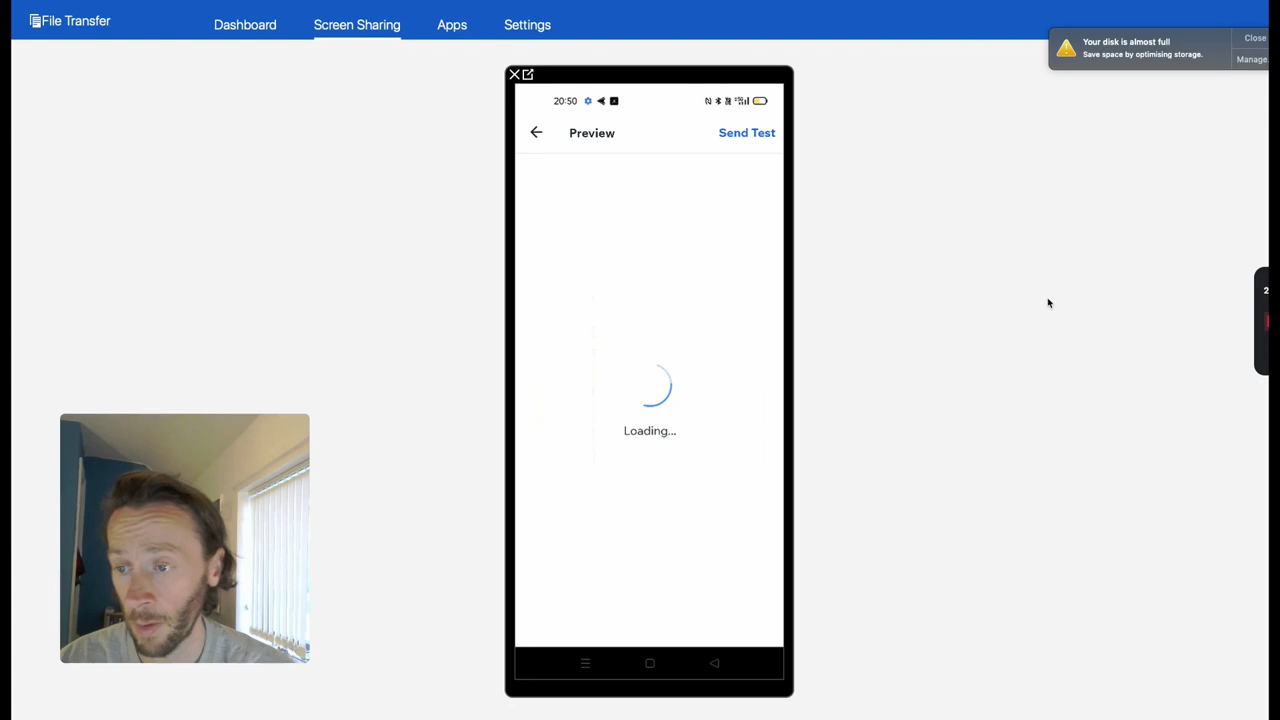 File Transfer
Dashboard
Screen Sharing
Apps
Settings
Your disk is almost full
Save space by optimising storage.
Close
Manage
20:50
Preview
Send Test
Loading...
2